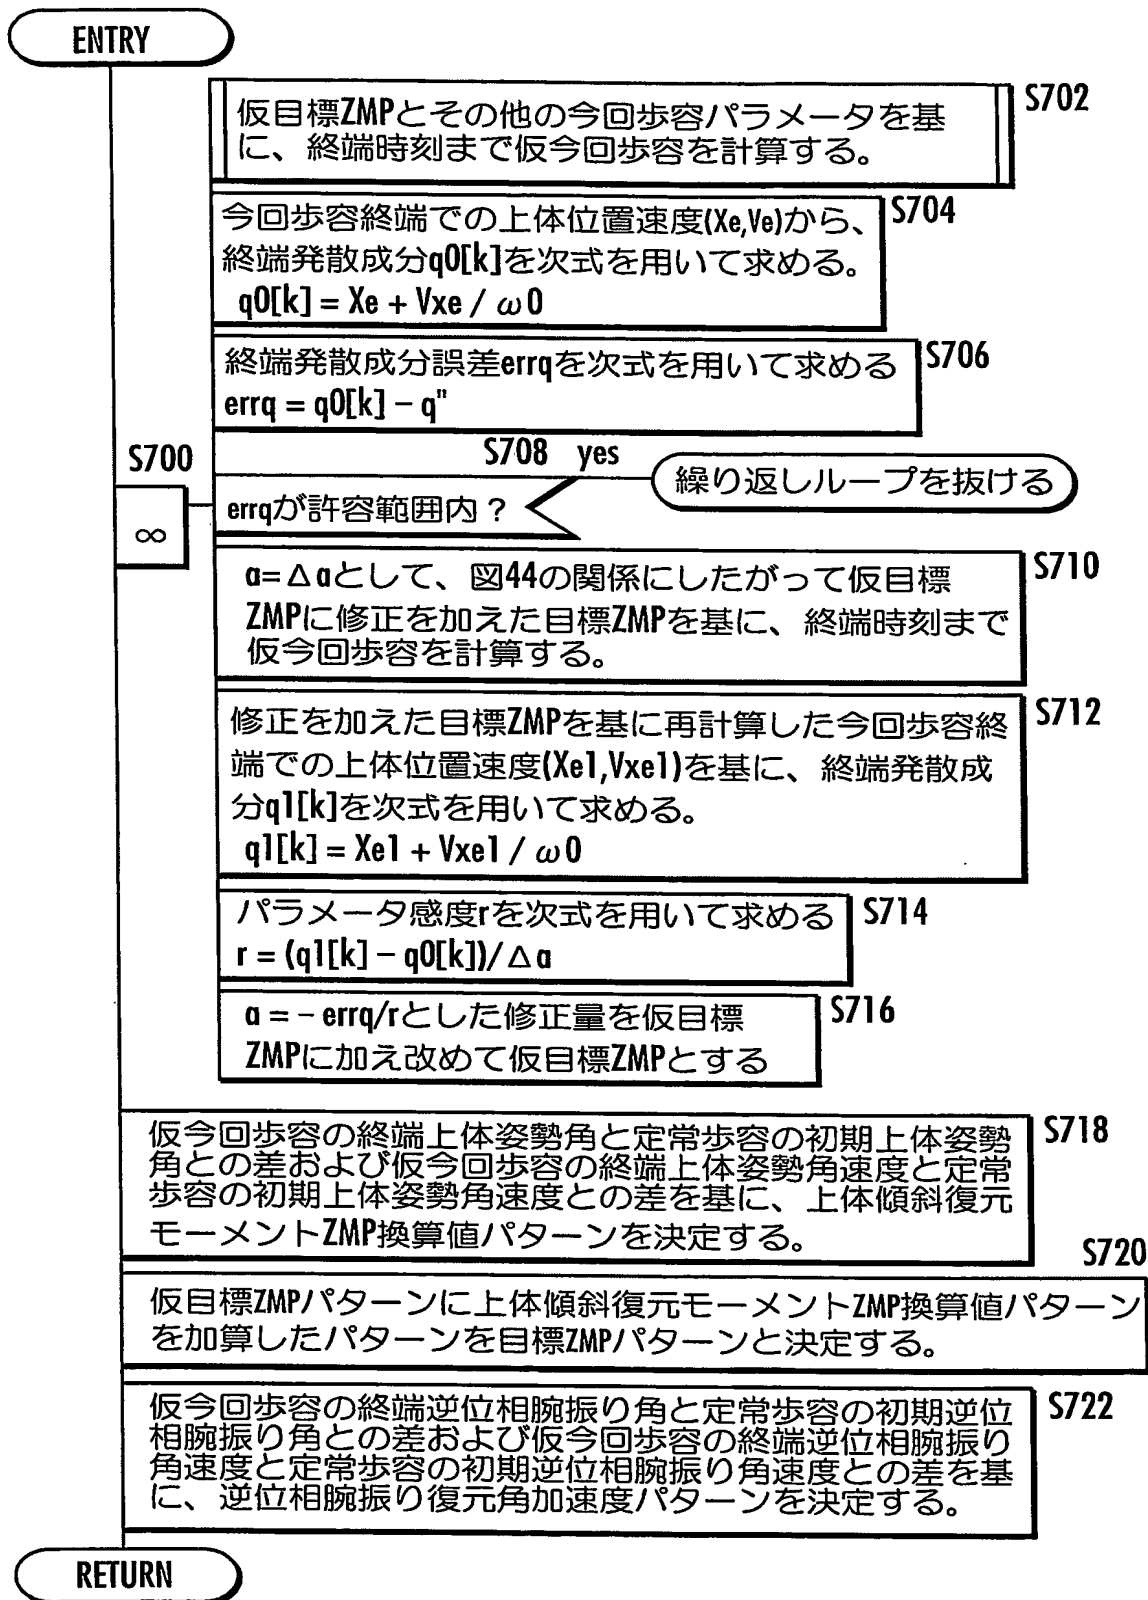 ENTRY
S702
仮目標ZMPとその他の今回歩容パラメータを基
に、終端時刻まで仮今回歩容を計算する。
S704
今回歩容終端での上体位置速度(Xe,Ve)から、
終端発散成分q0[k]を次式を用いて求める。
q0[k] = Xe + Vxe / ω0
S706
終端発散成分誤差errqを次式を用いて求める
errq = q0[k] − q"
S700
∞
S708 yes
errqが許容範囲内？
繰り返しループを抜ける
S710
a=Δaとして、図44の関係にしたがって仮目標
ZMPに修正を加えた目標ZMPを基に、終端時刻まで
仮今回歩容を計算する。
S712
修正を加えた目標ZMPを基に再計算した今回歩容終
端での上体位置速度(Xe1,Vxe1)を基に、終端発散成
分q1[k]を次式を用いて求める。
q1[k] = Xe1 + Vxe1 / ω0
S714
パラメータ感度rを次式を用いて求める
r = (q1[k] − q0[k])/Δa
S716
a = − errq/rとした修正量を仮目標
ZMPに加え改めて仮目標ZMPとする
S718
仮今回歩容の終端上体姿勢角と定常歩容の初期上体姿勢
角との差および仮今回歩容の終端上体姿勢角速度と定常
歩容の初期上体姿勢角速度との差を基に、上体傾斜復元
モーメントZMP換算値パターンを決定する。
S720
仮目標ZMPパターンに上体傾斜復元モーメントZMP換算値パターン
を加算したパターンを目標ZMPパターンと決定する。
S722
仮今回歩容の終端逆位相腕振り角と定常歩容の初期逆位
相腕振り角との差および仮今回歩容の終端逆位相腕振り
角速度と定常歩容の初期逆位相腕振り角速度との差を基
に、逆位相腕振り復元角加速度パターンを決定する。
RETURN